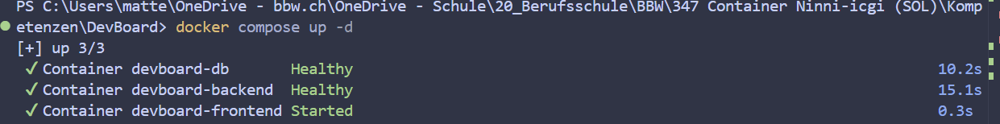 PS C:\Users\matte\OneDrive - bbw.ch\OneDrive - Schule\20_Berufsschule\BBW\347 Container Ninni-icgi (SOL)\Komp
etenzen\DevBoard> docker compose up -d
[+] up 3/3
✔ Container devboard-db Healthy 10.2s
✔ Container devboard-backend Healthy 15.1s
✔ Container devboard-frontend Started 0.3s